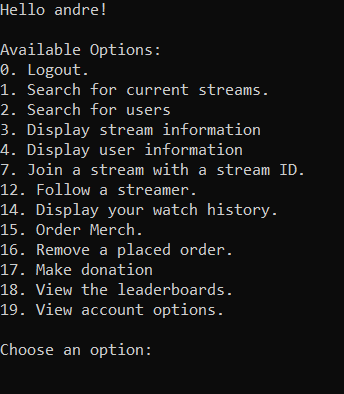 Hello andre!
Available Options:
0. Logout.
1. Search for current streams.
2. Search for users
3. Display stream information
4. Display user information
7. Join a stream with a stream ID.
12. Follow a streamer.
14. Display your watch history.
15. Order Merch.
16. Remove a placed order.
17. Make donation
18. View the leaderboards.
19. View account options.
Choose an option: